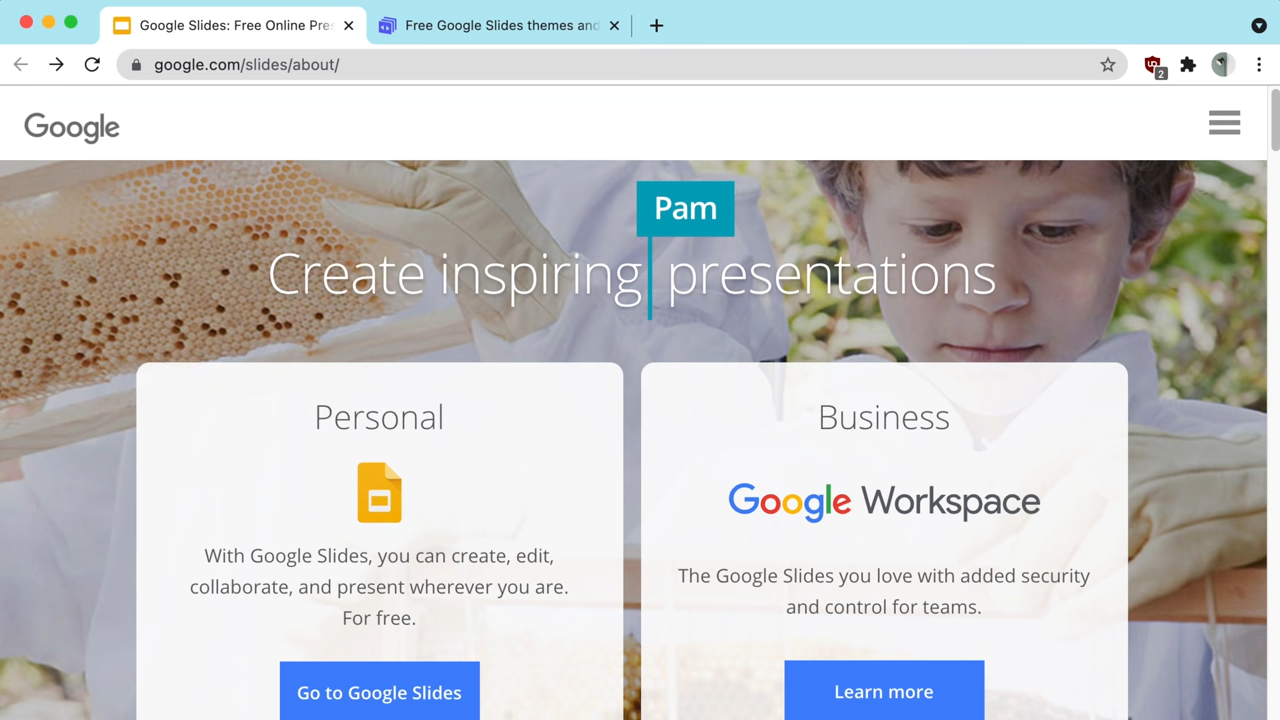 Google Slides: Free Online Pres
Free Google Slides themes and
google.com/slides/about/
2
Google
Pam
Create inspiring presentations
Personal
With Google Slides, you can create, edit,
collaborate, and present wherever you are.
For free.
Go to Google Slides
Business
Google Workspace
The Google Slides you love with added security
and control for teams.
Learn more